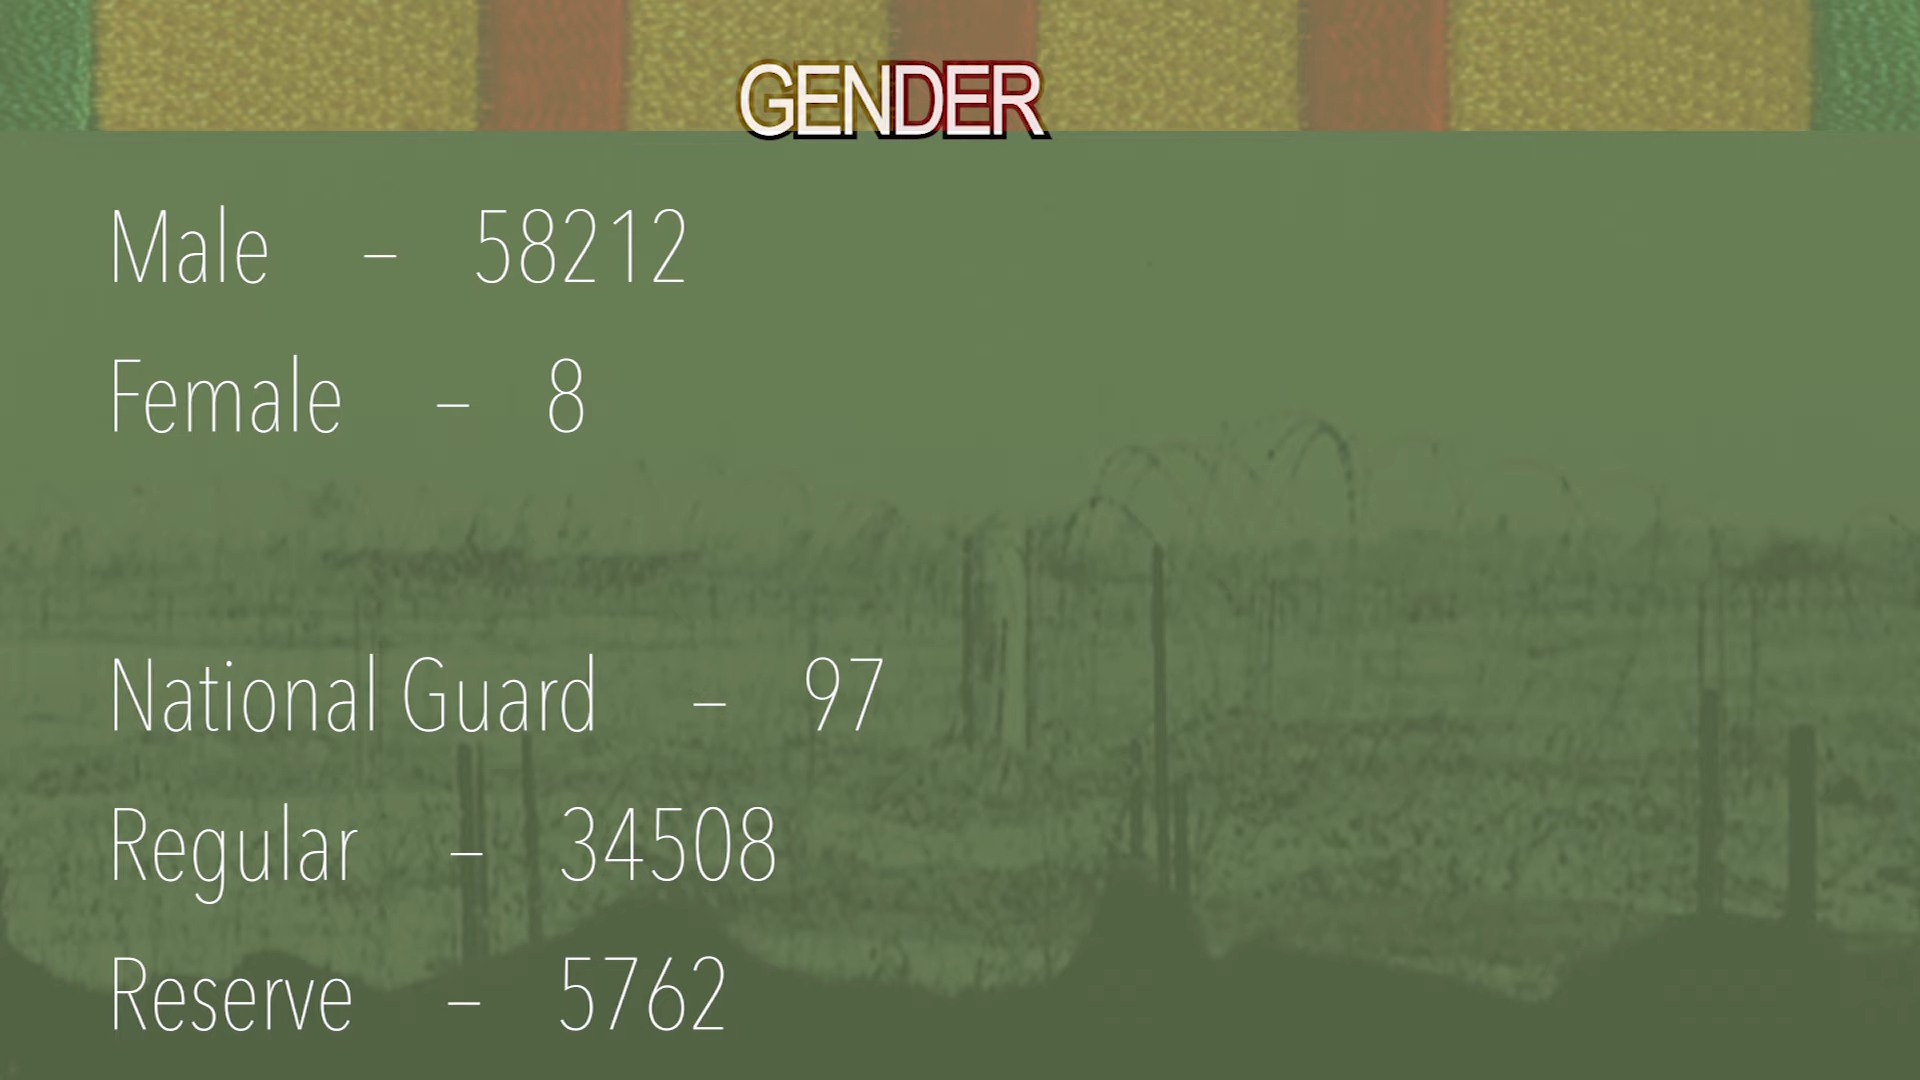 GENDER
Male – 58212
Female – 8
National Guard – 97
Regular – 34508
Reserve – 5762